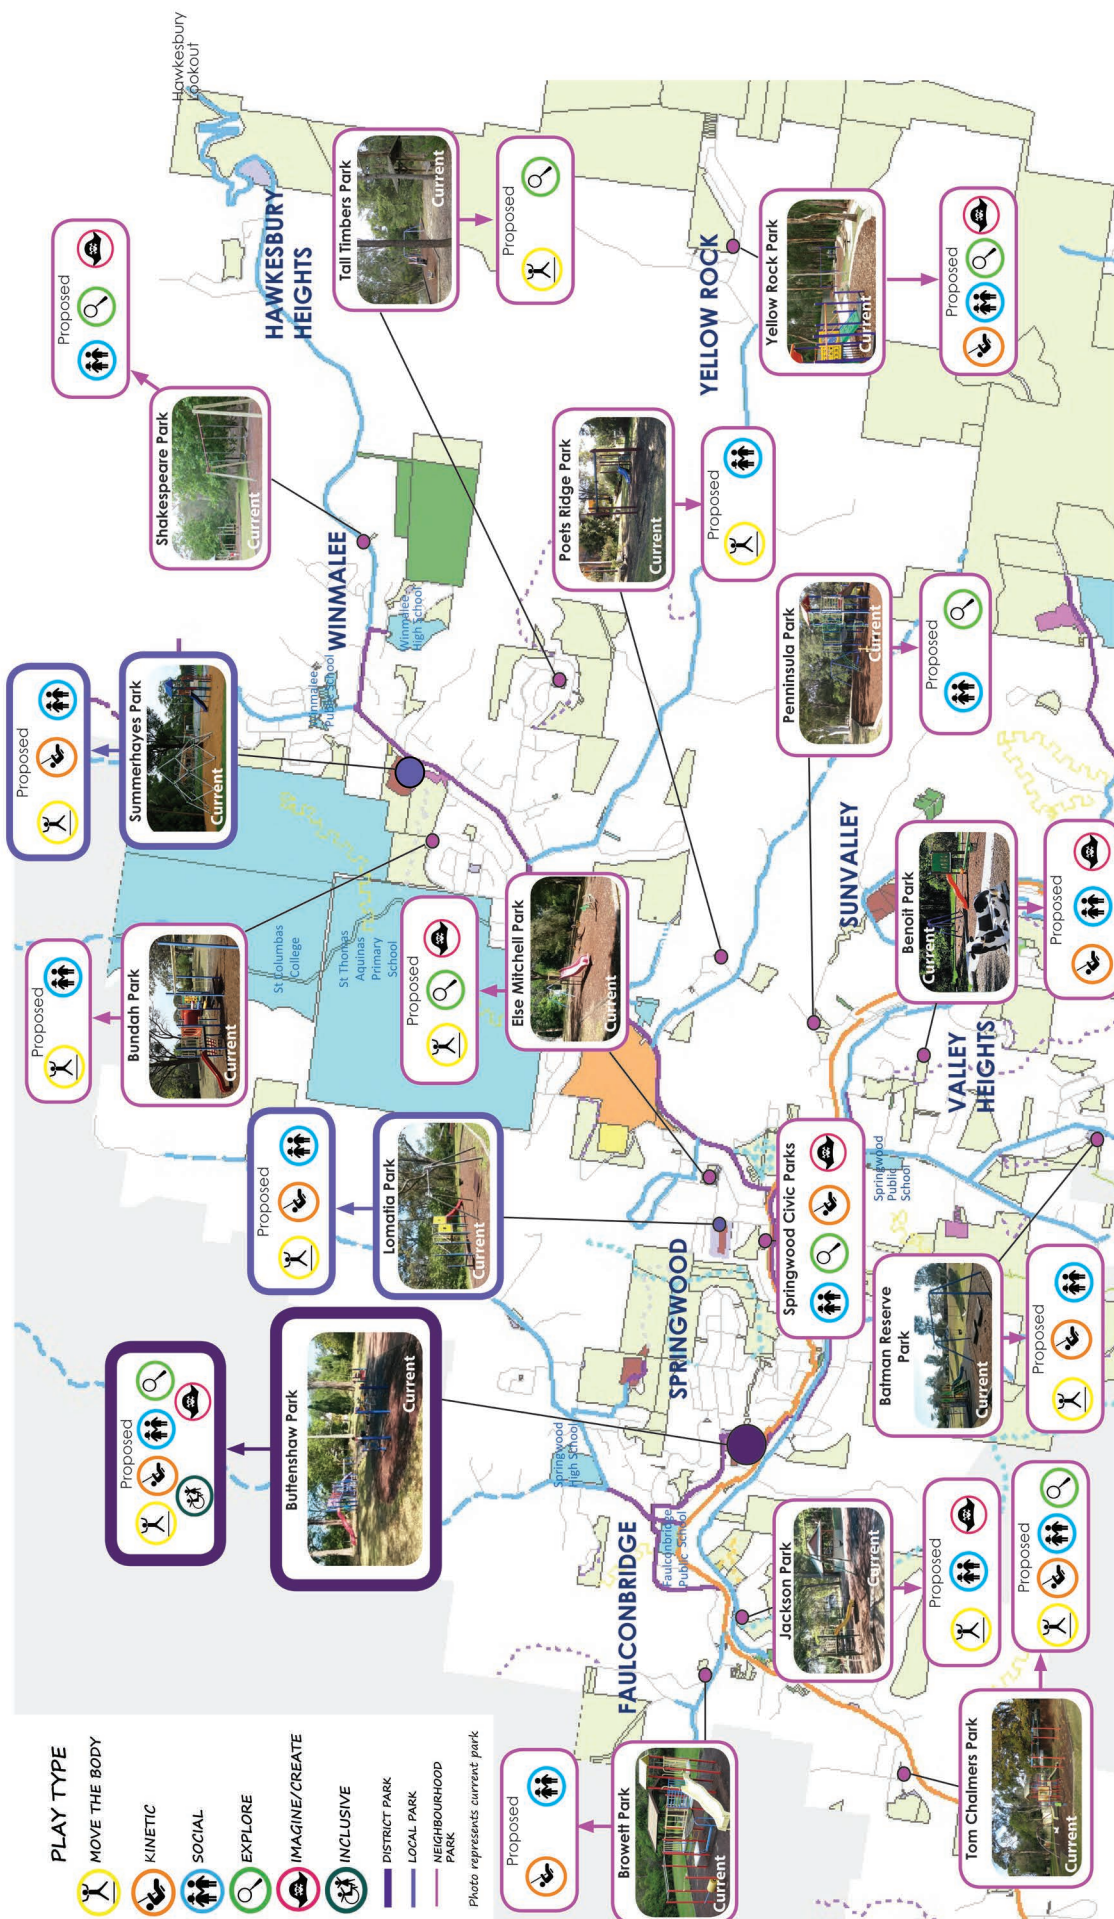 PLAY TYPE
MOVE THE BODY
KINETIC
SOCIAL
EXPLORE
IMAGINE/CREATE
INCLUSIVE
DISTRICT PARK
LOCAL PARK
NEIGHBOURHOOD
PARK
Photo represents current park
Proposed
Buttenshaw Park
Current
Proposed
Lomatia Park
Current
Proposed
Bundah Park
Current
Proposed
Summerhayes Park
Current
Proposed
Shakespeare Park
Current
Hawkesbury
Lookout
HAWKESBURY
HEIGHTS
Tall Timbers Park
Current
Proposed
WINMALEE
Winmalee
Public School
Winmalee
High School
St Columbas
College
St Thomas
Aquinas
Primary
School
Proposed
Else Mitchell Park
Current
Poets Ridge Park
Current
Proposed
YELLOW ROCK
Yellow Rock Park
Current
Proposed
Penninsula Park
Current
Proposed
SUNVALLEY
Benoit Park
Current
Proposed
VALLEY
HEIGHTS
Springwood
Public
School
Springwood Civic Parks
SPRINGWOOD
Batman Reserve
Park
Current
Proposed
Springwood
High School
Faulconbridge
Public School
FAULCONBRIDGE
Proposed
Browett Park
Current
Jackson Park
Current
Proposed
Tom Chalmers Park
Current
Proposed